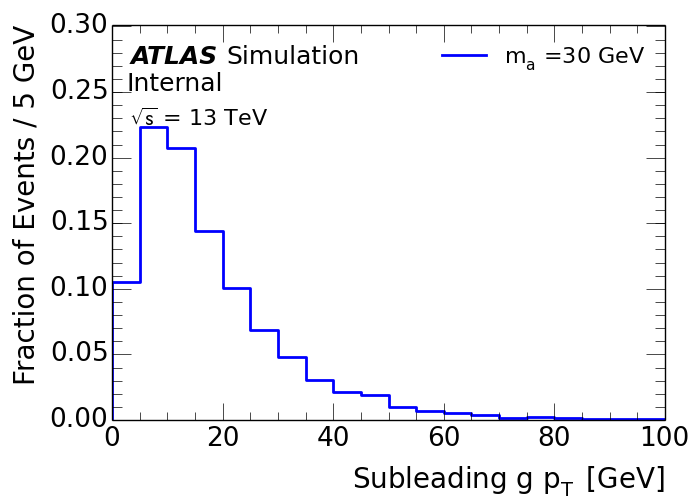 0.30
0.25
0.20
0.15
0.10
0.05
0.00
Fraction of Events / 5 GeV
ATLAS Simulation
Internal
√s = 13 TeV
m_a =30 GeV
0 20 40 60 80 100
Subleading g p_T [GeV]